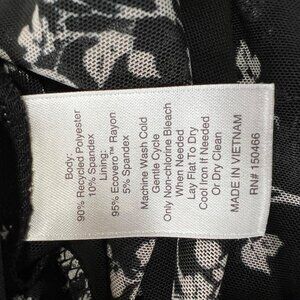 Body:
90% Recycled Polyester
10% Spandex
Lining:
95% Ecovero™ Rayon
5% Spandex
Machine Wash Cold
Gentle Cycle
Only Non-chlorine Bleach
When Needed
Lay Flat To Dry
Cool Iron If Needed
Or Dry Clean
MADE IN VIETNAM
RN# 150466